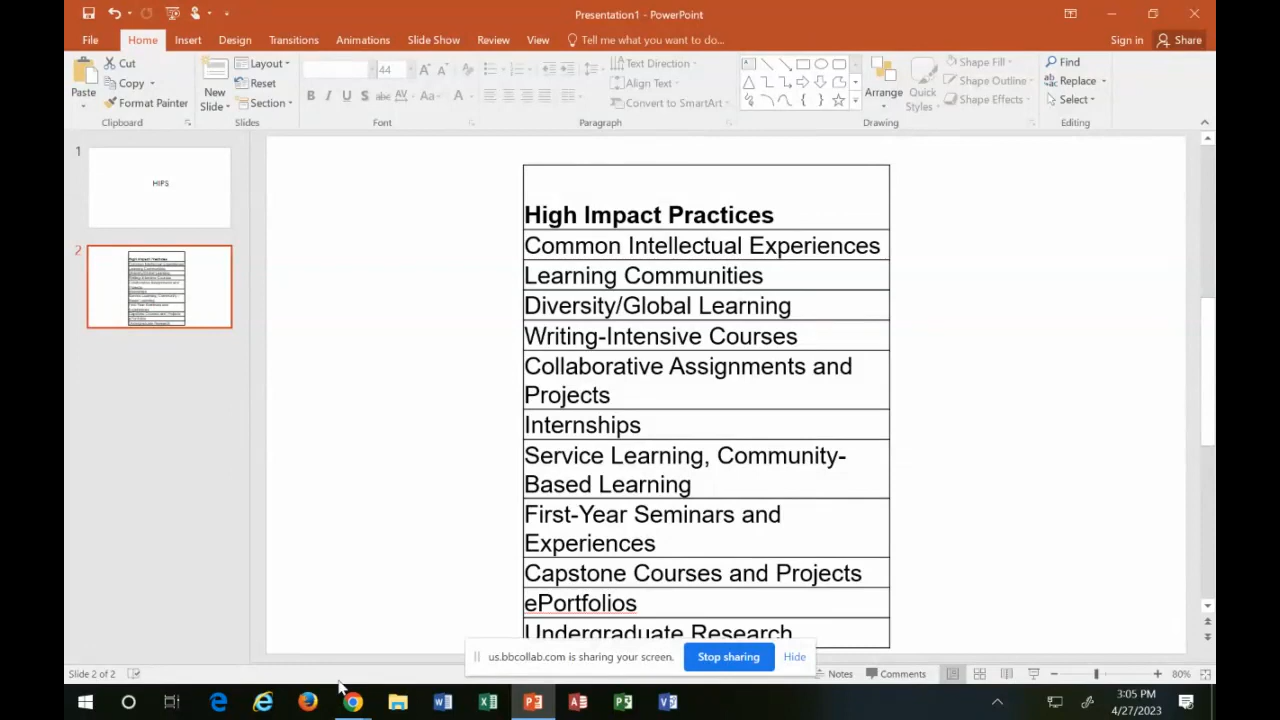 Presentation1 - PowerPoint
File Home Insert Design Transitions Animations Slide Show Review View Tell me what you want to do... Sign in Share
Cut Layout 44 Text Direction Shape Fill Find
Copy Reset Align Text Shape Outline Replace
Paste Format Painter New Slide Section Aa Convert to SmartArt Arrange Quick Styles Shape Effects Select
Clipboard Slides Font Paragraph Drawing Editing
1
HIPS
2
High Impact Practices
Common Intellectual Experiences
Learning Communities
Diversity/Global Learning
Writing-Intensive Courses
Collaborative Assignments and
Projects
Internships
Service Learning, Community-
Based Learning
First-Year Seminars and
Experiences
Capstone Courses and Projects
ePortfolios
Undergraduate Research
us.bbcollab.com is sharing your screen. Stop sharing Hide
Slide 2 of 2 Notes Comments 80%
3:05 PM
4/27/2023